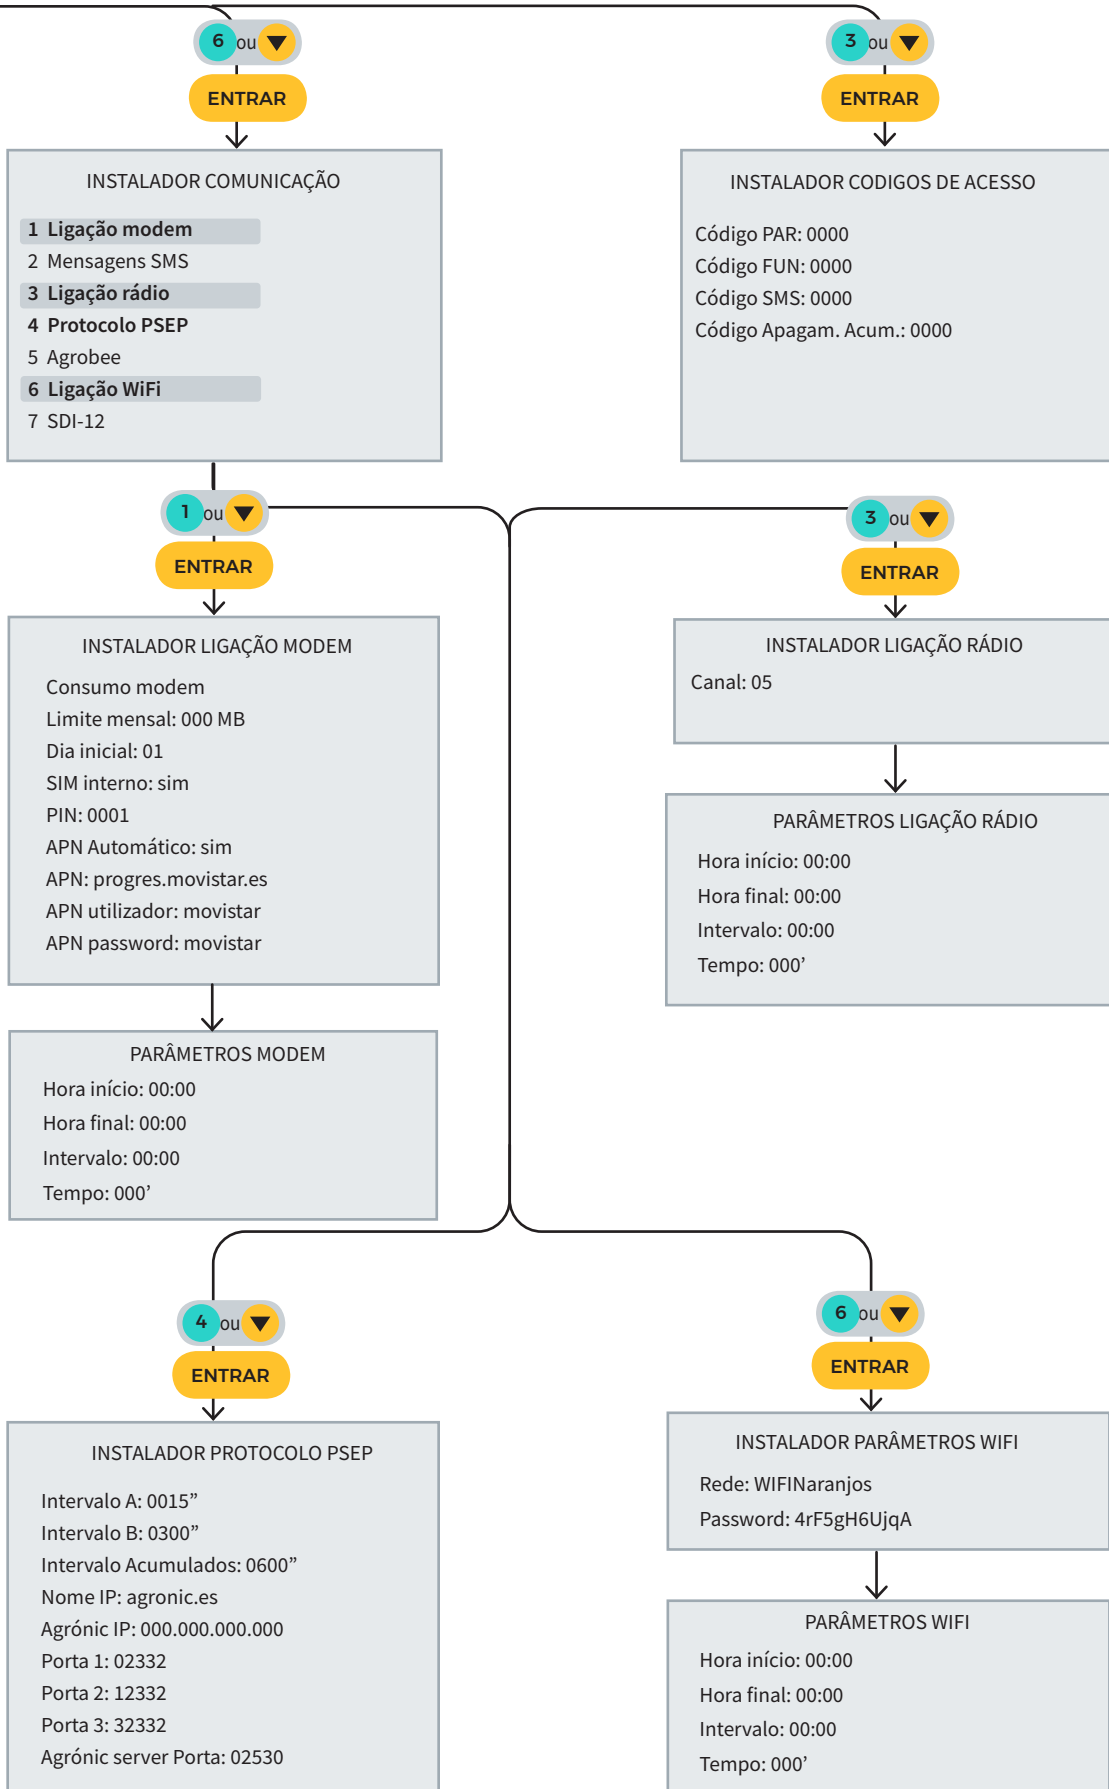 6 ou
ENTRAR
3 ou
ENTRAR
INSTALADOR COMUNICAÇÃO
1 Ligação modem
2 Mensagens SMS
3 Ligação rádio
4 Protocolo PSEP
5 Agrobee
6 Ligação WiFi
7 SDI-12
INSTALADOR CODIGOS DE ACESSO
Código PAR: 0000
Código FUN: 0000
Código SMS: 0000
Código Apagam. Acum.: 0000
1 ou
ENTRAR
3 ou
ENTRAR
INSTALADOR LIGAÇÃO MODEM
Consumo modem
Limite mensal: 000 MB
Dia inicial: 01
SIM interno: sim
PIN: 0001
APN Automático: sim
APN: progres.movistar.es
APN utilizador: movistar
APN password: movistar
INSTALADOR LIGAÇÃO RÁDIO
Canal: 05
PARÂMETROS LIGAÇÃO RÁDIO
Hora início: 00:00
Hora final: 00:00
Intervalo: 00:00
Tempo: 000’
PARÂMETROS MODEM
Hora início: 00:00
Hora final: 00:00
Intervalo: 00:00
Tempo: 000’
4 ou
ENTRAR
6 ou
ENTRAR
INSTALADOR PROTOCOLO PSEP
Intervalo A: 0015”
Intervalo B: 0300”
Intervalo Acumulados: 0600”
Nome IP: agronic.es
Agrónic IP: 000.000.000.000
Porta 1: 02332
Porta 2: 12332
Porta 3: 32332
Agrónic server Porta: 02530
INSTALADOR PARÂMETROS WIFI
Rede: WIFINaranjos
Password: 4rF5gH6UjqA
PARÂMETROS WIFI
Hora início: 00:00
Hora final: 00:00
Intervalo: 00:00
Tempo: 000’